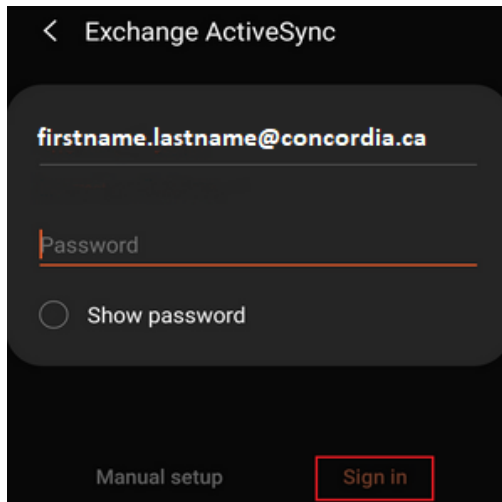 Exchange ActiveSync
firstname.lastname@concordia.ca
Password
Show password
Manual setup
Sign in